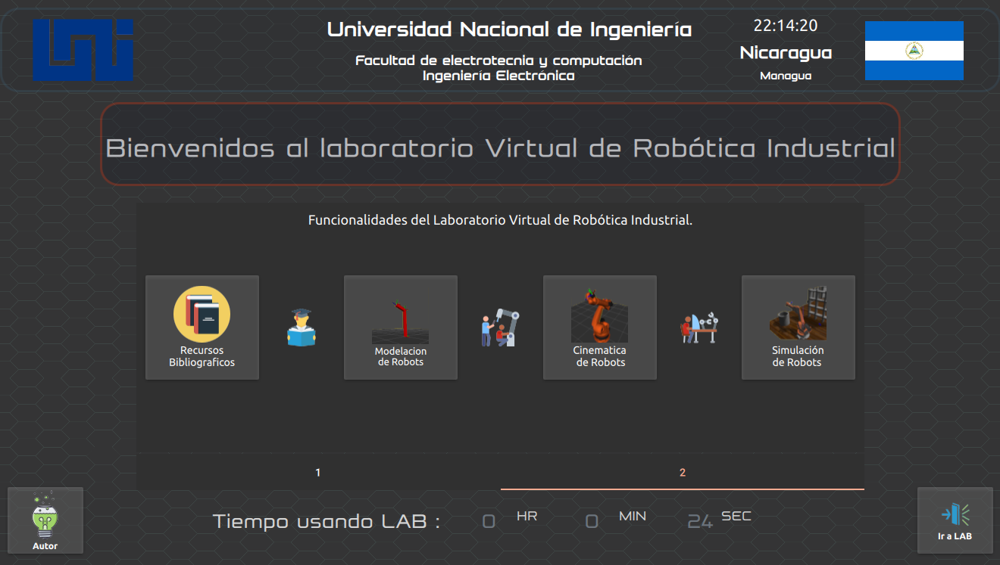 UNI
Universidad Nacional de Ingeniería
Facultad de electrotecnia y computación
Ingeniería Electrónica
22:14:20
Nicaragua
Managua
Bienvenidos al laboratorio Virtual de Robótica Industrial
Funcionalidades del Laboratorio Virtual de Robótica Industrial.
Recursos
Bibliograficos
Modelacion
de Robots
Cinematica
de Robots
Simulación
de Robots
1
2
Tiempo usando LAB : 0 HR 0 MIN 24 SEC
Autor
Ir a LAB